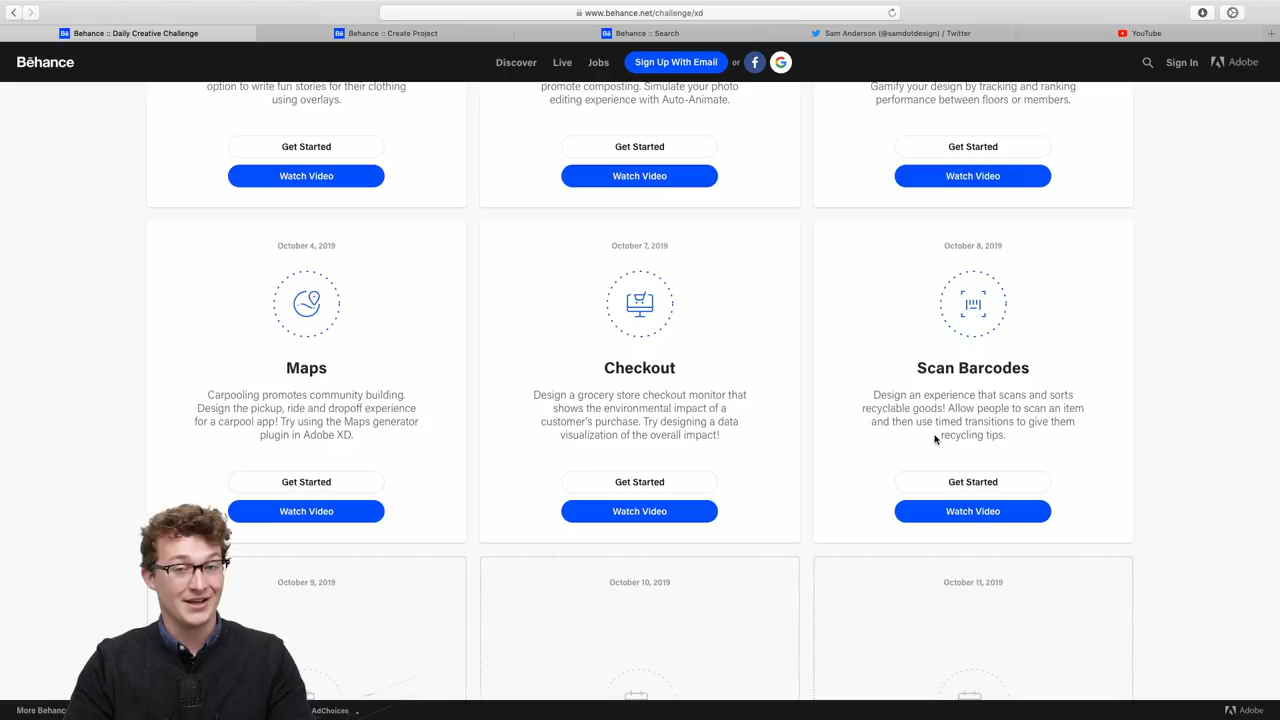 www.behance.net/challenge/xd
Behance :: Daily Creative Challenge
Behance :: Create Project
Behance :: Search
Sam Anderson (@samdotdesign) / Twitter
YouTube
Bēhance
Discover
Live
Jobs
Sign Up With Email
or
Sign In
Adobe
option to write fun stories for their clothing
using overlays.
Get Started
Watch Video
promote composting. Simulate your photo
editing experience with Auto-Animate.
Get Started
Watch Video
Gamify your design by tracking and ranking
performance between floors or members.
Get Started
Watch Video
October 4, 2019
Maps
Carpooling promotes community building.
Design the pickup, ride and dropoff experience
for a carpool app! Try using the Maps generator
plugin in Adobe XD.
Get Started
Watch Video
October 7, 2019
Checkout
Design a grocery store checkout monitor that
shows the environmental impact of a
customer's purchase. Try designing a data
visualization of the overall impact!
Get Started
Watch Video
October 8, 2019
Scan Barcodes
Design an experience that scans and sorts
recyclable goods! Allow people to scan an item
and then use timed transitions to give them
recycling tips.
Get Started
Watch Video
October 9, 2019
October 10, 2019
October 11, 2019
More Behanc
AdChoices
Adobe